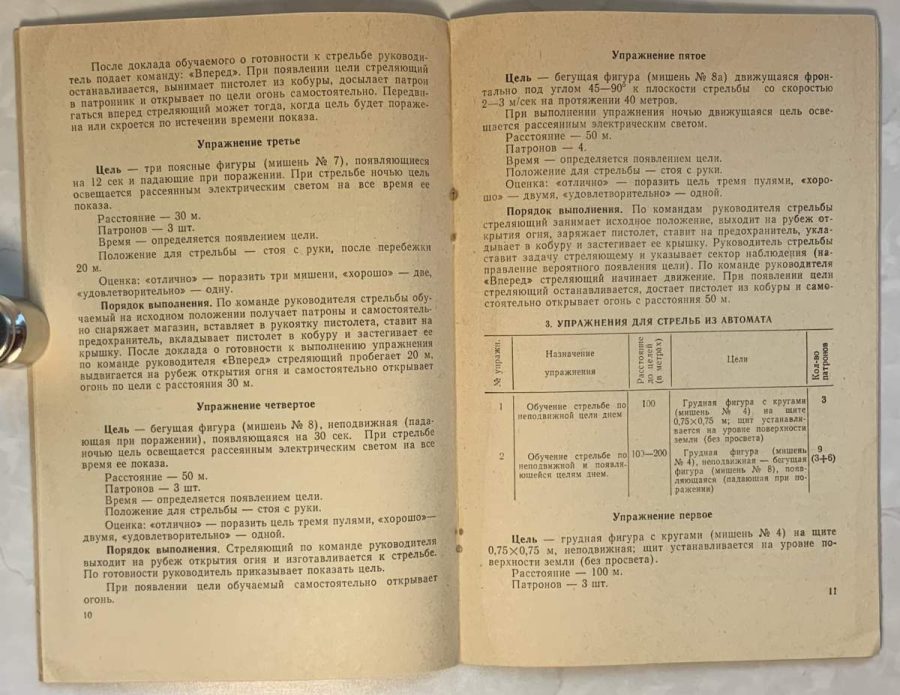 После доклада обучаемого о готовности к стрельбе руководи-
тель подает команду: «Вперед». При появлении цели стреляющий
останавливается, вынимает пистолет из кобуры, досылает патрон
в патронник и открывает по цели огонь самостоятельно. Передви-
гаться вперед стреляющий может тогда, когда цель будет пораже-
на или скроется по истечении времени показа.
Упражнение третье
Цель — три поясные фигуры (мишень № 7), появляющиеся
на 12 сек и падающие при поражении. При стрельбе ночью цель
освещается рассеянным электрическим светом на все время ее
показа.
Расстояние — 30 м.
Патронов — 3 шт.
Время — определяется появлением цели.
Положение для стрельбы — стоя с руки, после перебежки
20 м.
Оценка: «отлично» — поразить три мишени, «хорошо» — две,
«удовлетворительно» — одну.
Порядок выполнения. По команде руководителя стрельбы обу-
чаемый на исходном положении получает патроны и самостоятель-
но снаряжает магазин, вставляет в рукоятку пистолета, ставит на
предохранитель, вкладывает пистолет в кобуру и застегивает ее
крышку. После доклада о готовности к выполнению упражнения
по команде руководителя «Вперед» стреляющий пробегает 20 м,
выдвигается на рубеж открытия огня и самостоятельно открывает
огонь по цели с расстояния 30 м.
Упражнение четвертое
Цель — бегущая фигура (мишень № 8), неподвижная (пада-
ющая при поражении), появляющаяся на 30 сек. При стрельбе
ночью цель освещается рассеянным электрическим светом на все
время ее показа.
Расстояние — 50 м.
Патронов — 3 шт.
Время — определяется появлением цели.
Положение для стрельбы — стоя с руки.
Оценка: «отлично» — поразить цель тремя пулями, «хорошо»—
двумя, «удовлетворительно» — одной.
Порядок выполнения. Стреляющий по команде руководителя
выходит на рубеж открытия огня и изготавливается к стрельбе.
По готовности руководитель приказывает показать цель.
При появлении цели обучаемый самостоятельно открывает
огонь.
10
Упражнение пятое
Цель — бегущая фигура (мишень № 8а) движущаяся фрон-
тально под углом 45—90° к плоскости стрельбы со скоростью
2—3 м/сек на протяжении 40 метров.
При выполнении упражнения ночью движущаяся цель осве-
щается рассеянным электрическим светом.
Расстояние — 50 м.
Патронов — 4.
Время — определяется появлением цели.
Положение для стрельбы — стоя с руки.
Оценка: «отлично» — поразить цель тремя пулями, «хоро-
шо» — двумя, «удовлетворительно» — одной.
Порядок выполнения. По командам руководителя стрельбы
стреляющий занимает исходное положение, выходит на рубеж от-
крытия огня, заряжает пистолет, ставит на предохранитель, укла-
дывает в кобуру и застегивает ее крышку. Руководитель стрельбы
ставит задачу стреляющему и указывает сектор наблюдения (на-
правление вероятного появления цели). По команде руководителя
«Вперед» стреляющий начинает движение. При появлении цели
стреляющий останавливается, достает пистолет из кобуры и само-
стоятельно открывает огонь с расстояния 50 м.
3. УПРАЖНЕНИЯ ДЛЯ СТРЕЛЬБ ИЗ АВТОМАТА
№ упражн.
Назначение
упражнения
Расстояние
до целей
(в метрах)
Цели
Кол-во
патронов
1
Обучение стрельбе по
неподвижной цели днем
100
Грудная фигура с кругами
(мишень № 4) на щите
0,75×0,75 м; щит устанавли-
вается на уровне поверхности
земли (без просвета)
3
2
Обучение стрельбе по
неподвижной и появля-
ющейся целям днем.
100—200
Грудная фигура (мишень
№ 4), неподвижная — бегущая
фигура (мишень № 8), появ-
ляющаяся (падающая при по-
ражении)
9
(3+6)
Упражнение первое
Цель — грудная фигура с кругами (мишень № 4) на щите
0,75×0,75 м, неподвижная; щит устанавливается на уровне по-
верхности земли (без просвета).
Расстояние — 100 м.
Патронов — 3 шт.
11